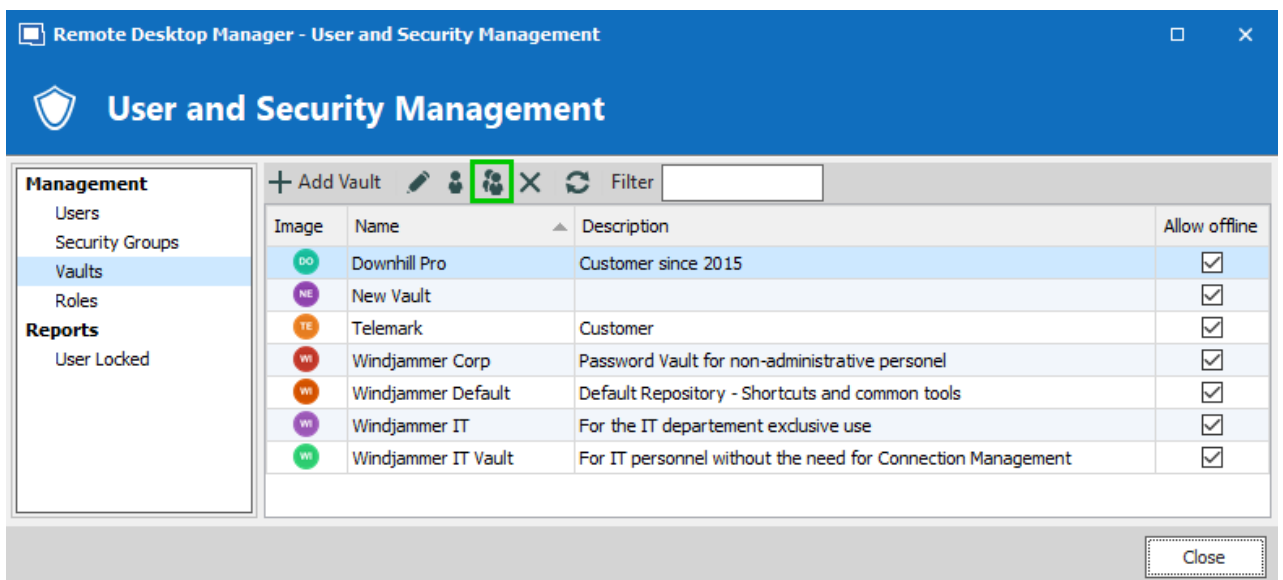 Remote Desktop Manager - User and Security Management
User and Security Management
Management
Users
Security Groups
Vaults
Roles
Reports
User Locked
Add Vault Filter
Image Name Description Allow offline
DO Downhill Pro Customer since 2015
NE New Vault
TE Telemark Customer
WI Windjammer Corp Password Vault for non-administrative personel
WI Windjammer Default Default Repository - Shortcuts and common tools
WI Windjammer IT For the IT departement exclusive use
WI Windjammer IT Vault For IT personnel without the need for Connection Management
Close